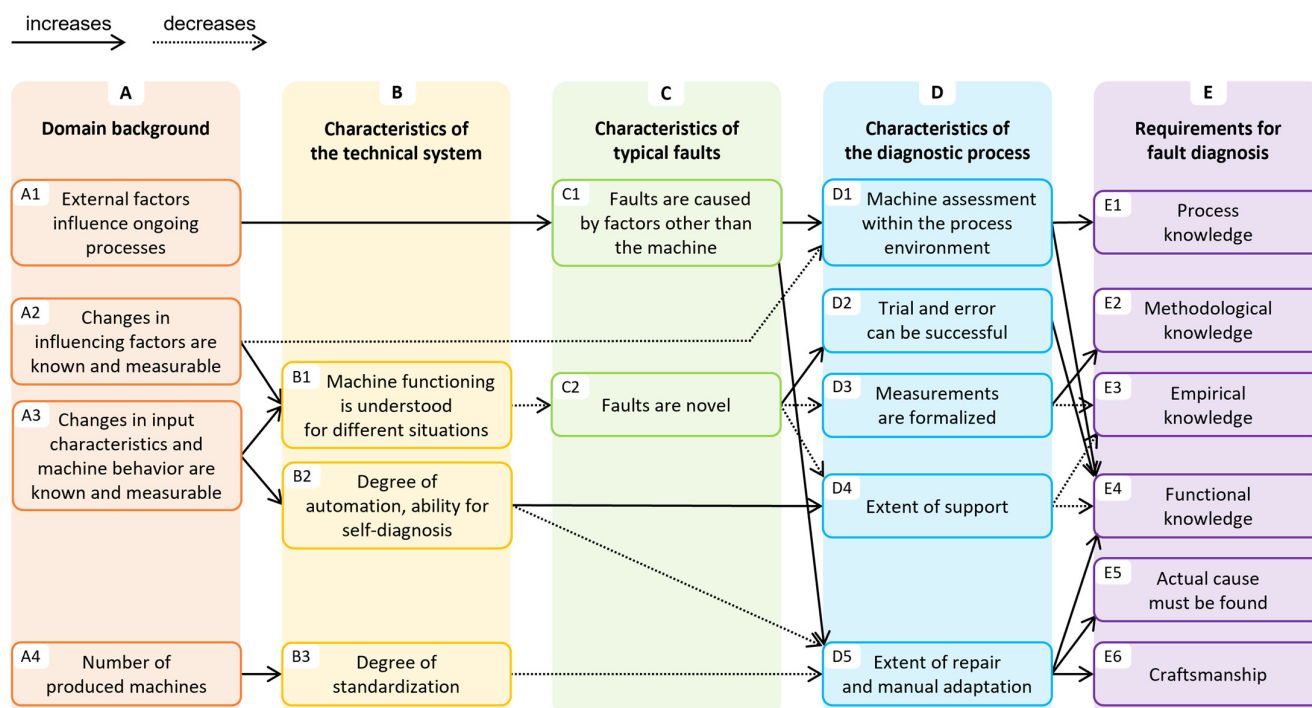 increases
decreases
A
Domain background
A1
External factors
influence ongoing
processes
A2
Changes in
influencing factors are
known and measurable
A3
Changes in input
characteristics and
machine behavior are
known and measurable
A4
Number of
produced machines
B
Characteristics of
the technical system
B1
Machine functioning
is understood
for different situations
B2
Degree of
automation, ability for
self-diagnosis
B3
Degree of
standardization
C
Characteristics of
typical faults
C1
Faults are caused
by factors other than
the machine
C2
Faults are novel
D
Characteristics of
the diagnostic process
D1
Machine assessment
within the process
environment
D2
Trial and error
can be successful
D3
Measurements
are formalized
D4
Extent of support
D5
Extent of repair
and manual adaptation
E
Requirements for
fault diagnosis
E1
Process
knowledge
E2
Methodological
knowledge
E3
Empirical
knowledge
E4
Functional
knowledge
E5
Actual cause
must be found
E6
Craftsmanship